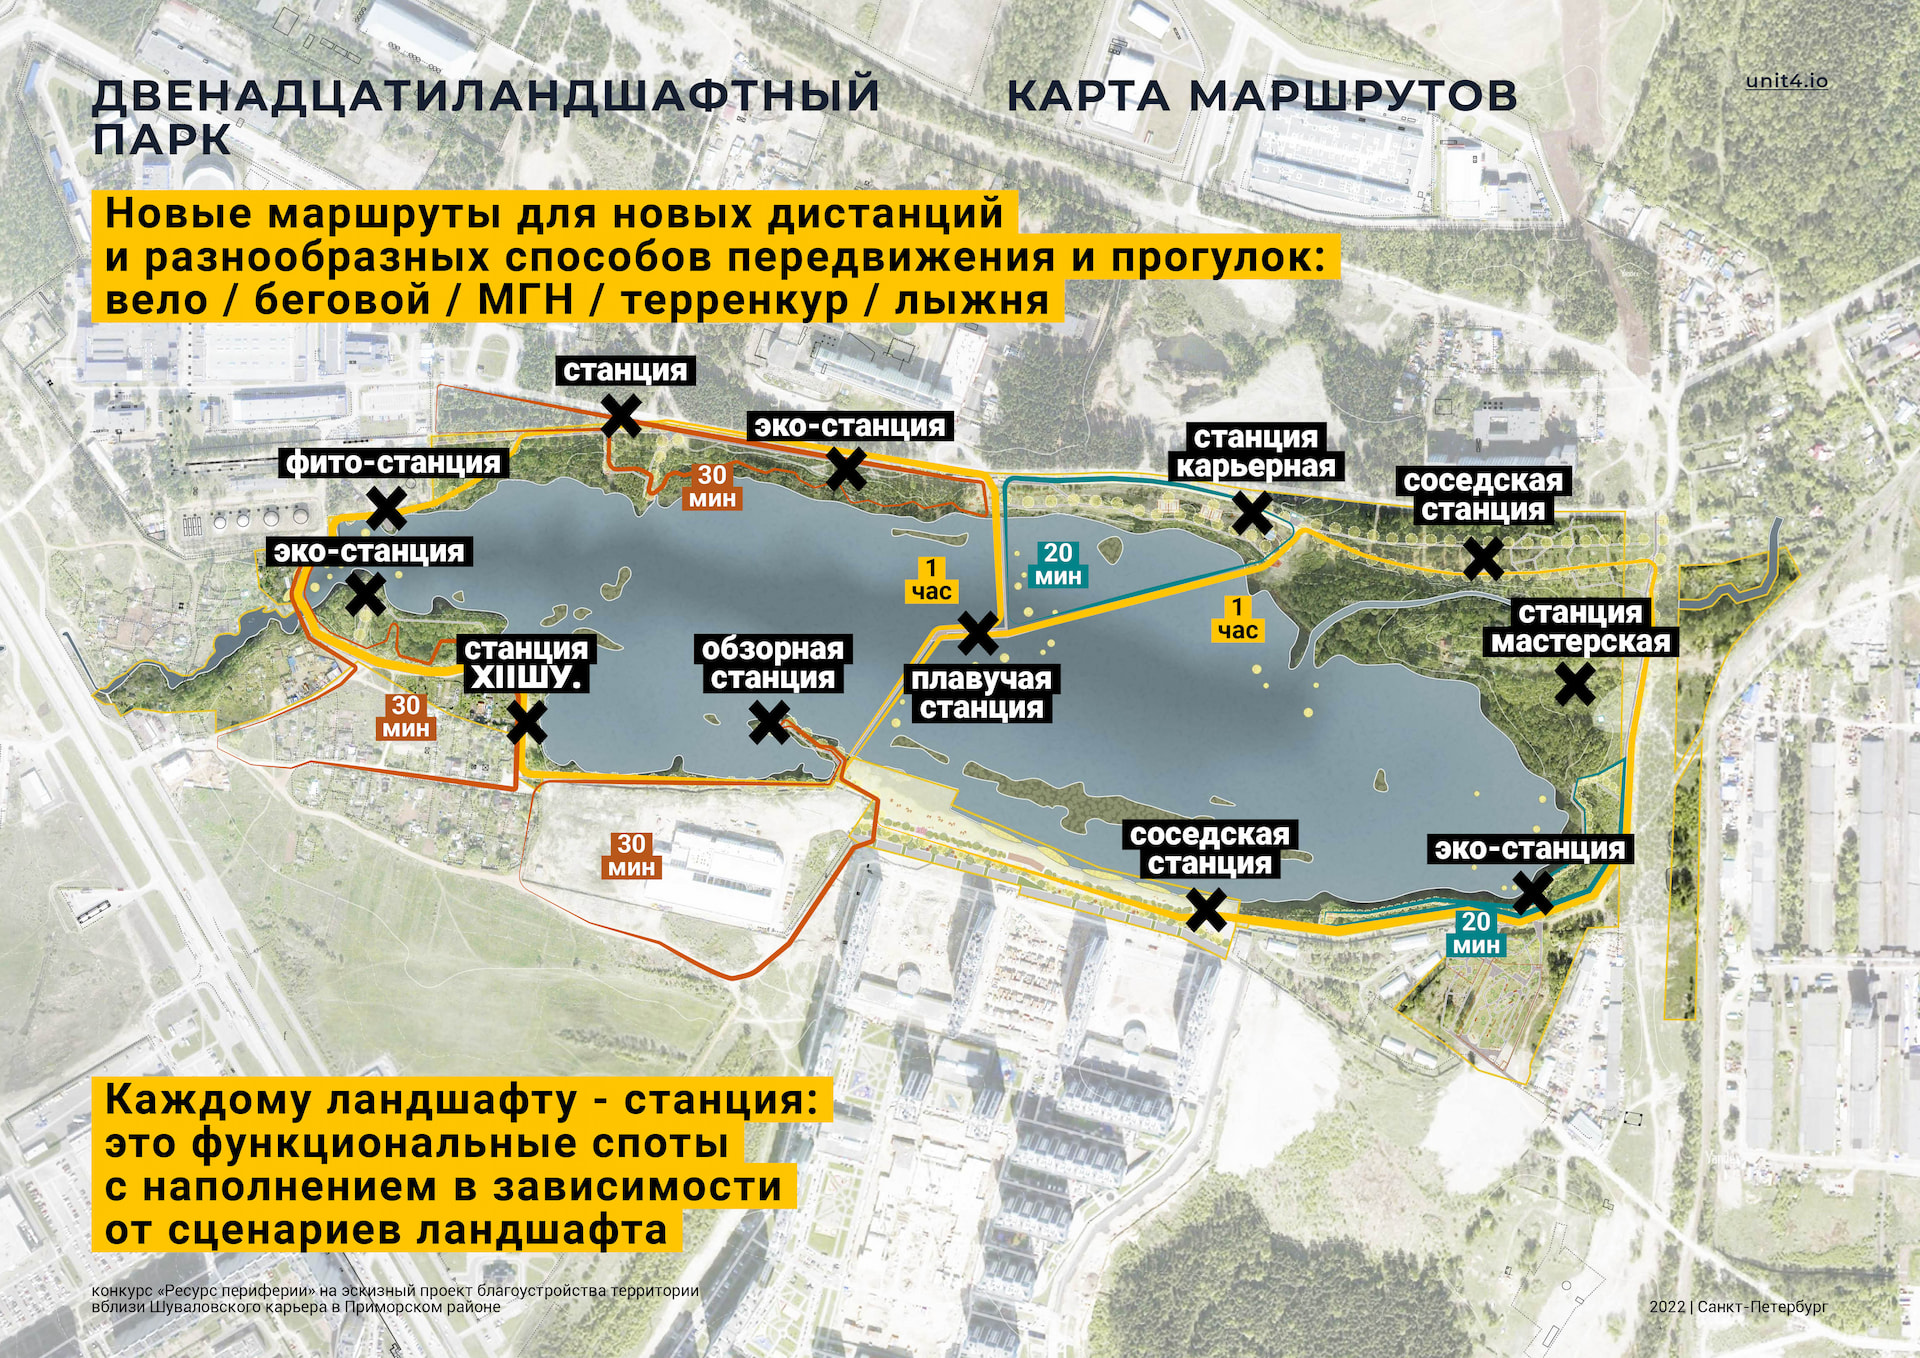 ДВЕНАДЦАТИЛАНДШАФТНЫЙ
ПАРК
КАРТА МАРШРУТОВ
unit4.io
Новые маршруты для новых дистанций
и разнообразных способов передвижения и прогулок:
вело / беговой / МГН / терренкур / лыжня
станция
эко-станция
фито-станция
30
мин
станция
карьерная
соседская
станция
эко-станция
1
час
20
мин
1
час
станция
мастерская
станция
XIIШУ.
обзорная
станция
плавучая
станция
30
мин
30
мин
соседская
станция
эко-станция
20
мин
Каждому ландшафту - станция:
это функциональные споты
с наполнением в зависимости
от сценариев ландшафта
конкурс «Ресурс периферии» на эскизный проект благоустройства территории
вблизи Шуваловского карьера в Приморском районе
2022 | Санкт-Петербург